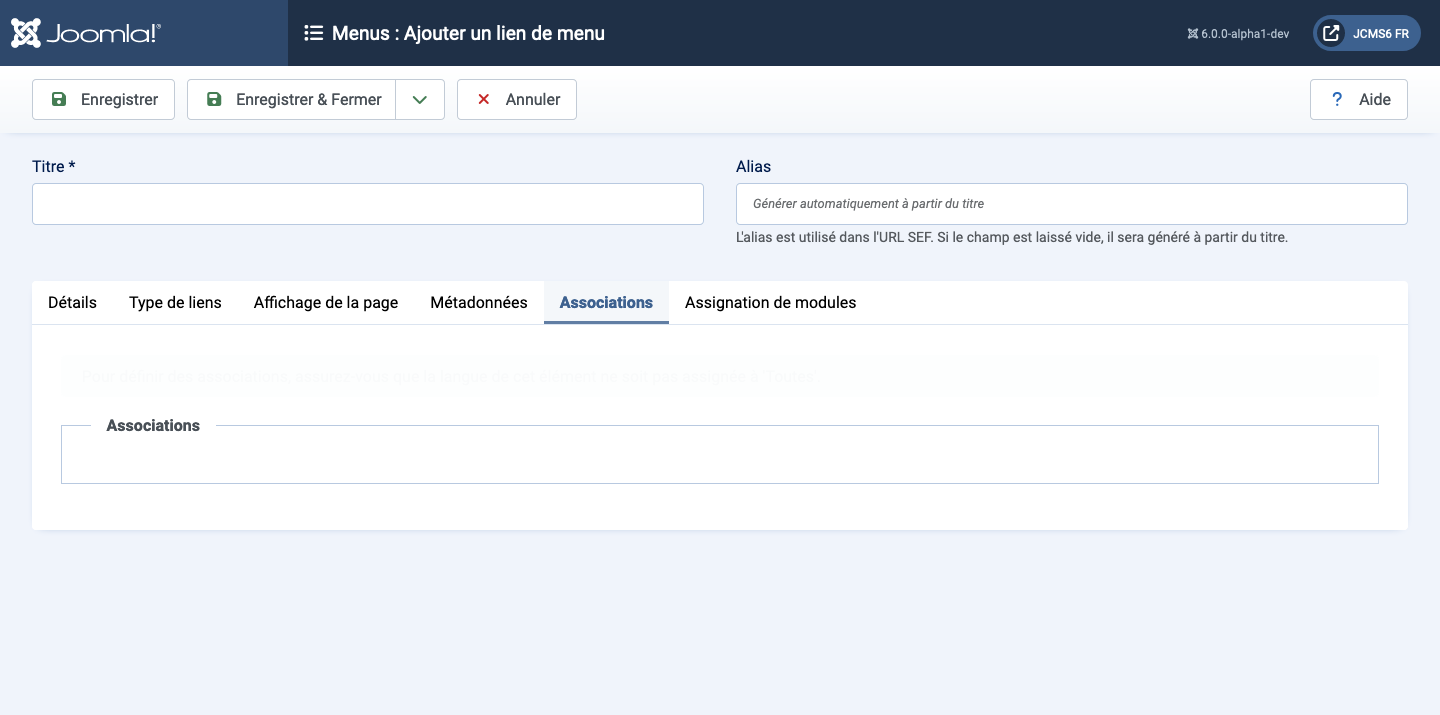 Joomla!®
Menus : Ajouter un lien de menu
6.0.0-alpha1-dev
JCMS6 FR
Enregistrer
Enregistrer & Fermer
Annuler
? Aide
Titre *
Alias
Générer automatiquement à partir du titre
L'alias est utilisé dans l'URL SEF. Si le champ est laissé vide, il sera généré à partir du titre.
Détails
Type de liens
Affichage de la page
Métadonnées
Associations
Assignation de modules
Pour définir des associations, assurez-vous que la langue de cet élément ne soit pas assignée à "Toutes".
Associations